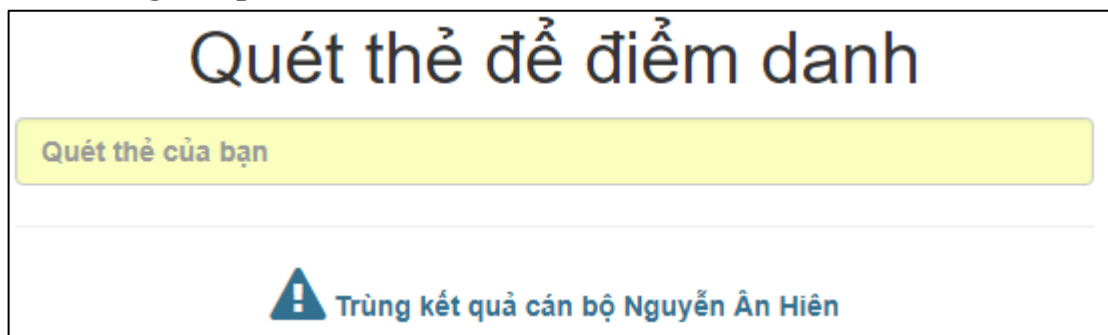 Quét thẻ để điểm danh
Quét thẻ của bạn
Trùng kết quả cán bộ Nguyễn Ân Hiên